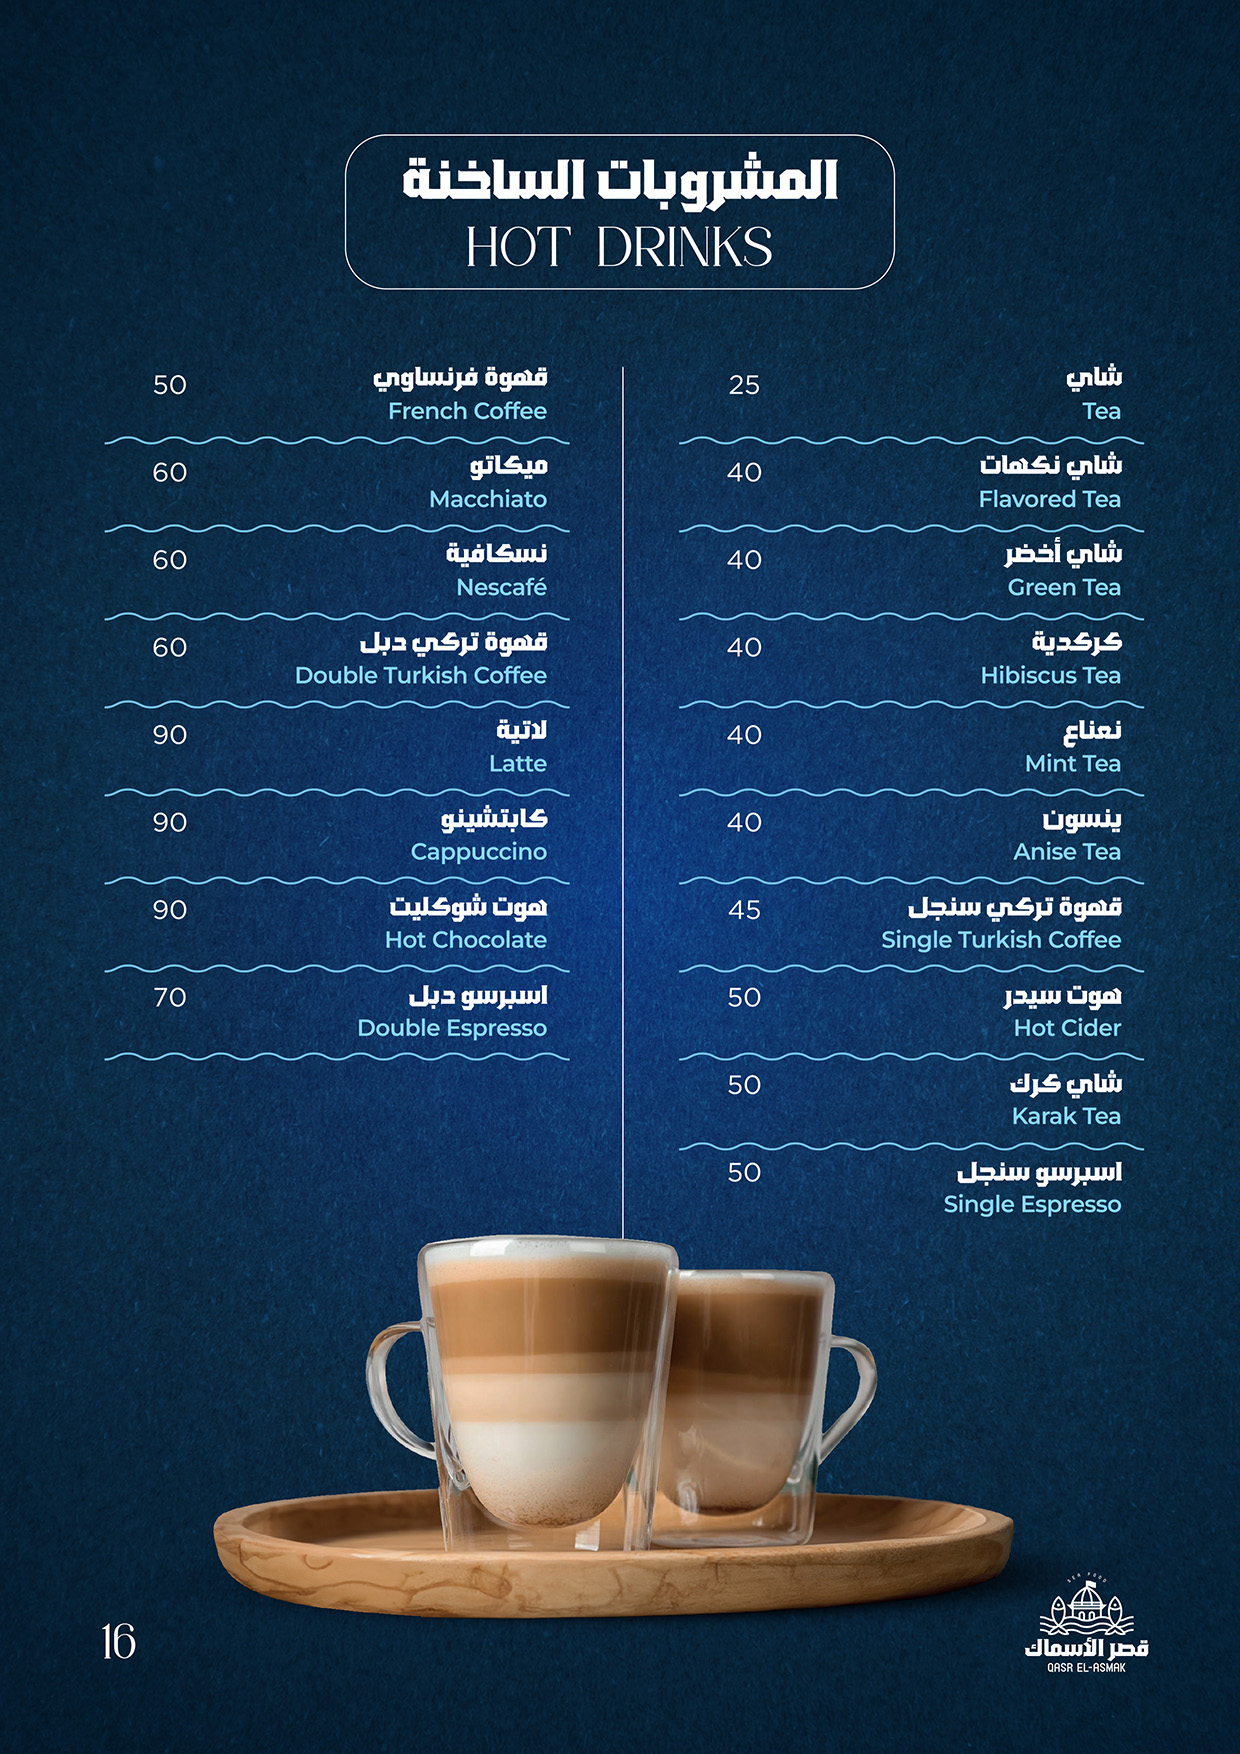 المشروبات الساخنة
HOT DRINKS
شاي 25
Tea
شاي نكهات 40
Flavored Tea
شاي أخضر 40
Green Tea
كركدية 40
Hibiscus Tea
نعناع 40
Mint Tea
ينسون 40
Anise Tea
قهوة تركي سنجل 45
Single Turkish Coffee
هوت سيدر 50
Hot Cider
شاي كرك 50
Karak Tea
اسبرسو سنجل 50
Single Espresso
قهوة فرنساوي 50
French Coffee
ميكاتو 60
Macchiato
نسكافية 60
Nescafé
قهوة تركي دبل 60
Double Turkish Coffee
لاتية 90
Latte
كابتشينو 90
Cappuccino
هوت شوكليت 90
Hot Chocolate
اسبرسو دبل 70
Double Espresso
16
SEA FOOD
قصر الأسماك
QASR EL-ASMAK